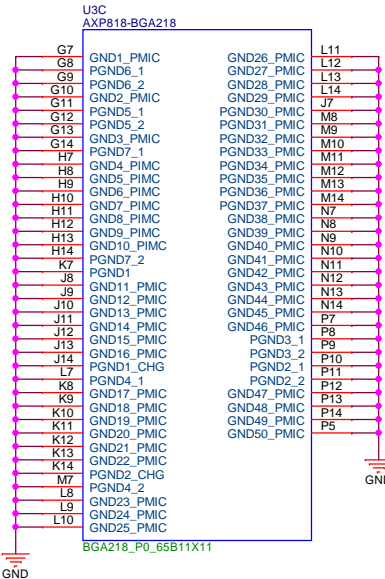 U3C
AXP818-BGA218
G7 GND1_PMIC GND26_PMIC L11
G8 PGND6_1 GND27_PMIC L12
G9 PGND6_2 GND28_PMIC L13
G10 GND2_PMIC GND29_PMIC L14
G11 PGND5_1 PGND30_PMIC J7
G12 PGND5_2 PGND31_PMIC M8
G13 GND3_PMIC PGND32_PMIC M9
G14 PGND7_1 PGND33_PMIC M10
H7 GND4_PIMC PGND34_PMIC M11
H8 GND5_PIMC PGND35_PMIC M12
H9 GND6_PIMC PGND36_PMIC M13
H10 GND7_PIMC PGND37_PMIC M14
H11 GND8_PIMC GND38_PMIC N7
H12 GND9_PIMC GND39_PMIC N8
H13 GND10_PIMC GND40_PMIC N9
H14 PGND7_2 GND41_PMIC N10
K7 PGND1 GND42_PMIC N11
J8 GND11_PMIC GND43_PMIC N12
J9 GND12_PMIC GND44_PMIC N13
J10 GND13_PMIC GND45_PMIC N14
J11 GND14_PMIC GND46_PMIC P7
J12 GND15_PMIC PGND3_1 P8
J13 GND16_PMIC PGND3_2 P9
J14 PGND1_CHG PGND2_1 P10
L7 PGND4_1 PGND2_2 P11
K8 GND17_PMIC GND47_PMIC P12
K9 GND18_PMIC GND48_PMIC P13
K10 GND19_PMIC GND49_PMIC P14
K11 GND20_PMIC GND50_PMIC P5
K12 GND21_PMIC
K13 GND22_PMIC
K14 PGND2_CHG
M7 PGND4_2
L8 GND23_PMIC
L9 GND24_PMIC
L10 GND25_PMIC
GND
BGA218_P0_65B11X11
GND